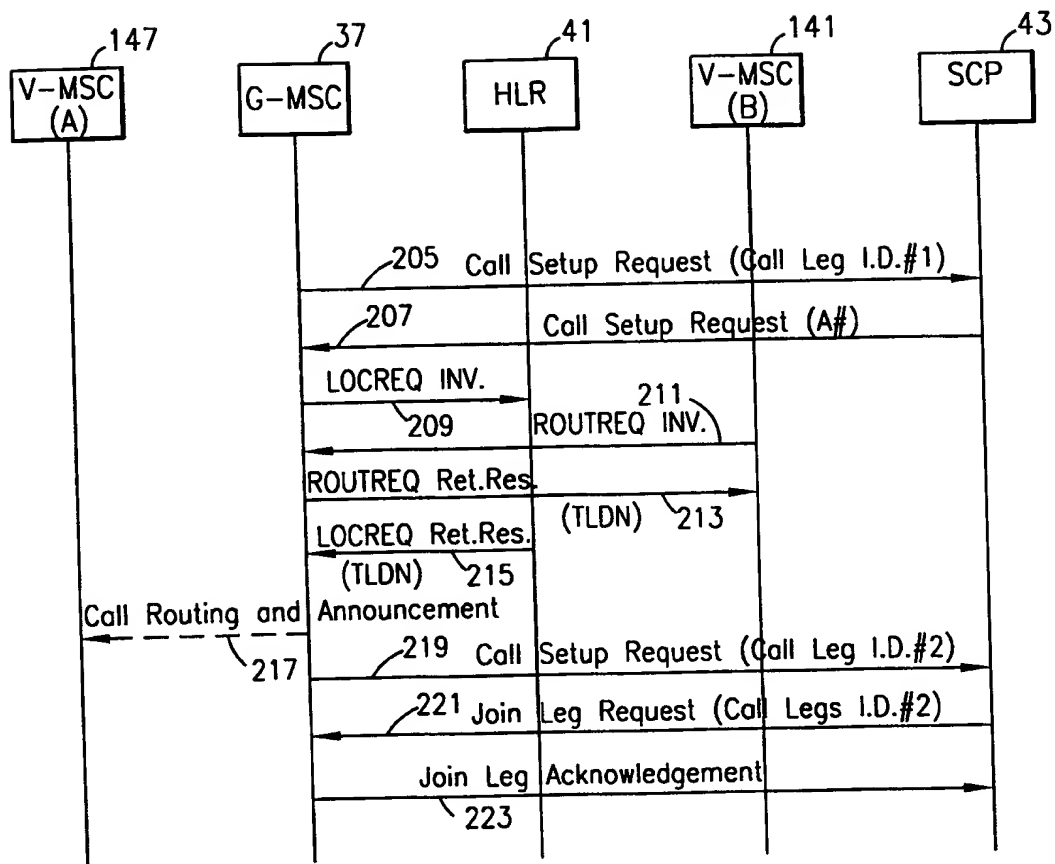 147
37
41
141
43
V-MSC
(A)
G-MSC
HLR
V-MSC
(B)
SCP
205
Call Setup Request (Call Leg I.D.#1)
207
Call Setup Request (A#)
LOCREQ INV.
209
211
ROUTREQ INV.
ROUTREQ Ret.Res.
(TLDN)
213
LOCREQ Ret.Res.
(TLDN)
215
Call Routing and Announcement
217
219
Call Setup Request (Call Leg I.D.#2)
221
Join Leg Request (Call Legs I.D.#2)
Join Leg Acknowledgement
223